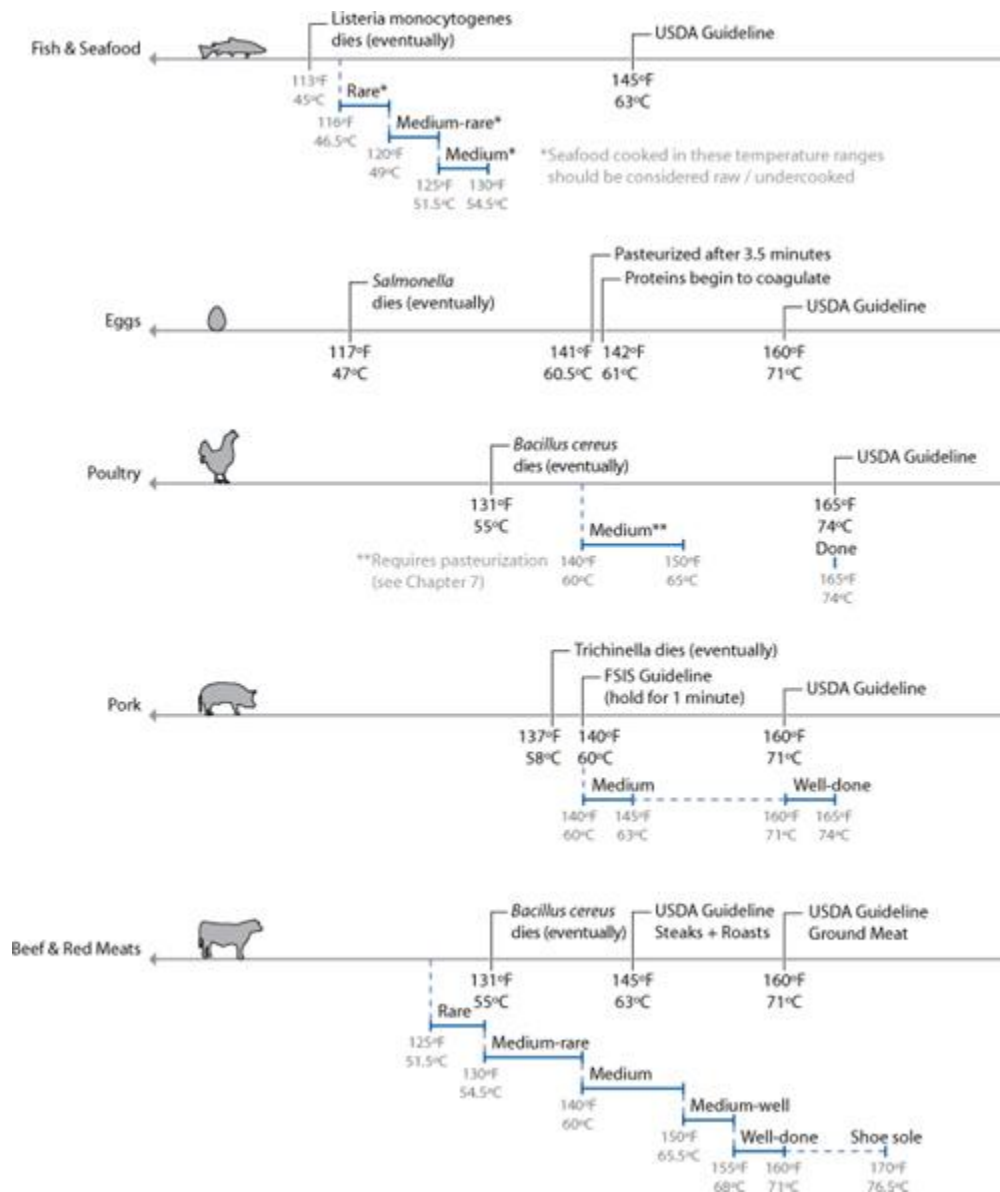 Fish & Seafood
Listeria monocytogenes
dies (eventually)
USDA Guideline
113°F
45°C
145°F
63°C
Rare*
116°F
46.5°C
Medium-rare*
120°F
49°C
Medium*
125°F 130°F
51.5°C 54.5°C
*Seafood cooked in these temperature ranges
should be considered raw / undercooked
Eggs
Salmonella
dies (eventually)
Pasteurized after 3.5 minutes
Proteins begin to coagulate
USDA Guideline
117°F
47°C
141°F 142°F
60.5°C 61°C
160°F
71°C
Poultry
Bacillus cereus
dies (eventually)
USDA Guideline
131°F
55°C
165°F
74°C
Medium**
140°F 150°F
60°C 65°C
Done
165°F
74°C
**Requires pasteurization
(see Chapter 7)
Pork
Trichinella dies (eventually)
FSIS Guideline
(hold for 1 minute)
USDA Guideline
137°F 140°F
58°C 60°C
160°F
71°C
Medium
140°F 145°F
60°C 63°C
Well-done
160°F 165°F
71°C 74°C
Beef & Red Meats
Bacillus cereus
dies (eventually)
USDA Guideline
Steaks + Roasts
USDA Guideline
Ground Meat
131°F
55°C
145°F
63°C
160°F
71°C
Rare
125°F
51.5°C
Medium-rare
130°F
54.5°C
Medium
140°F
60°C
Medium-well
150°F
65.5°C
Well-done
155°F 160°F
68°C 71°C
Shoe sole
170°F
76.5°C